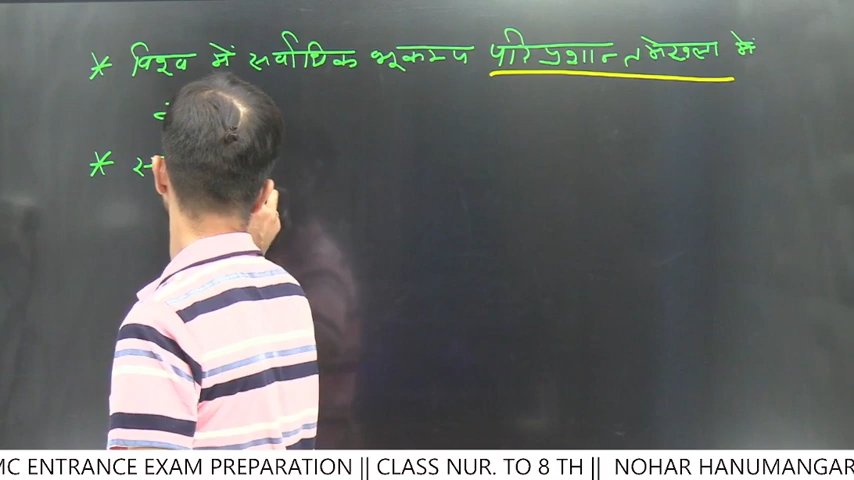 * विश्व में सर्वाधिक भूकम्प परिप्रशान्त मेखला में
*
MC ENTRANCE EXAM PREPARATION || CLASS NUR. TO 8 TH || NOHAR HANUMANGAR